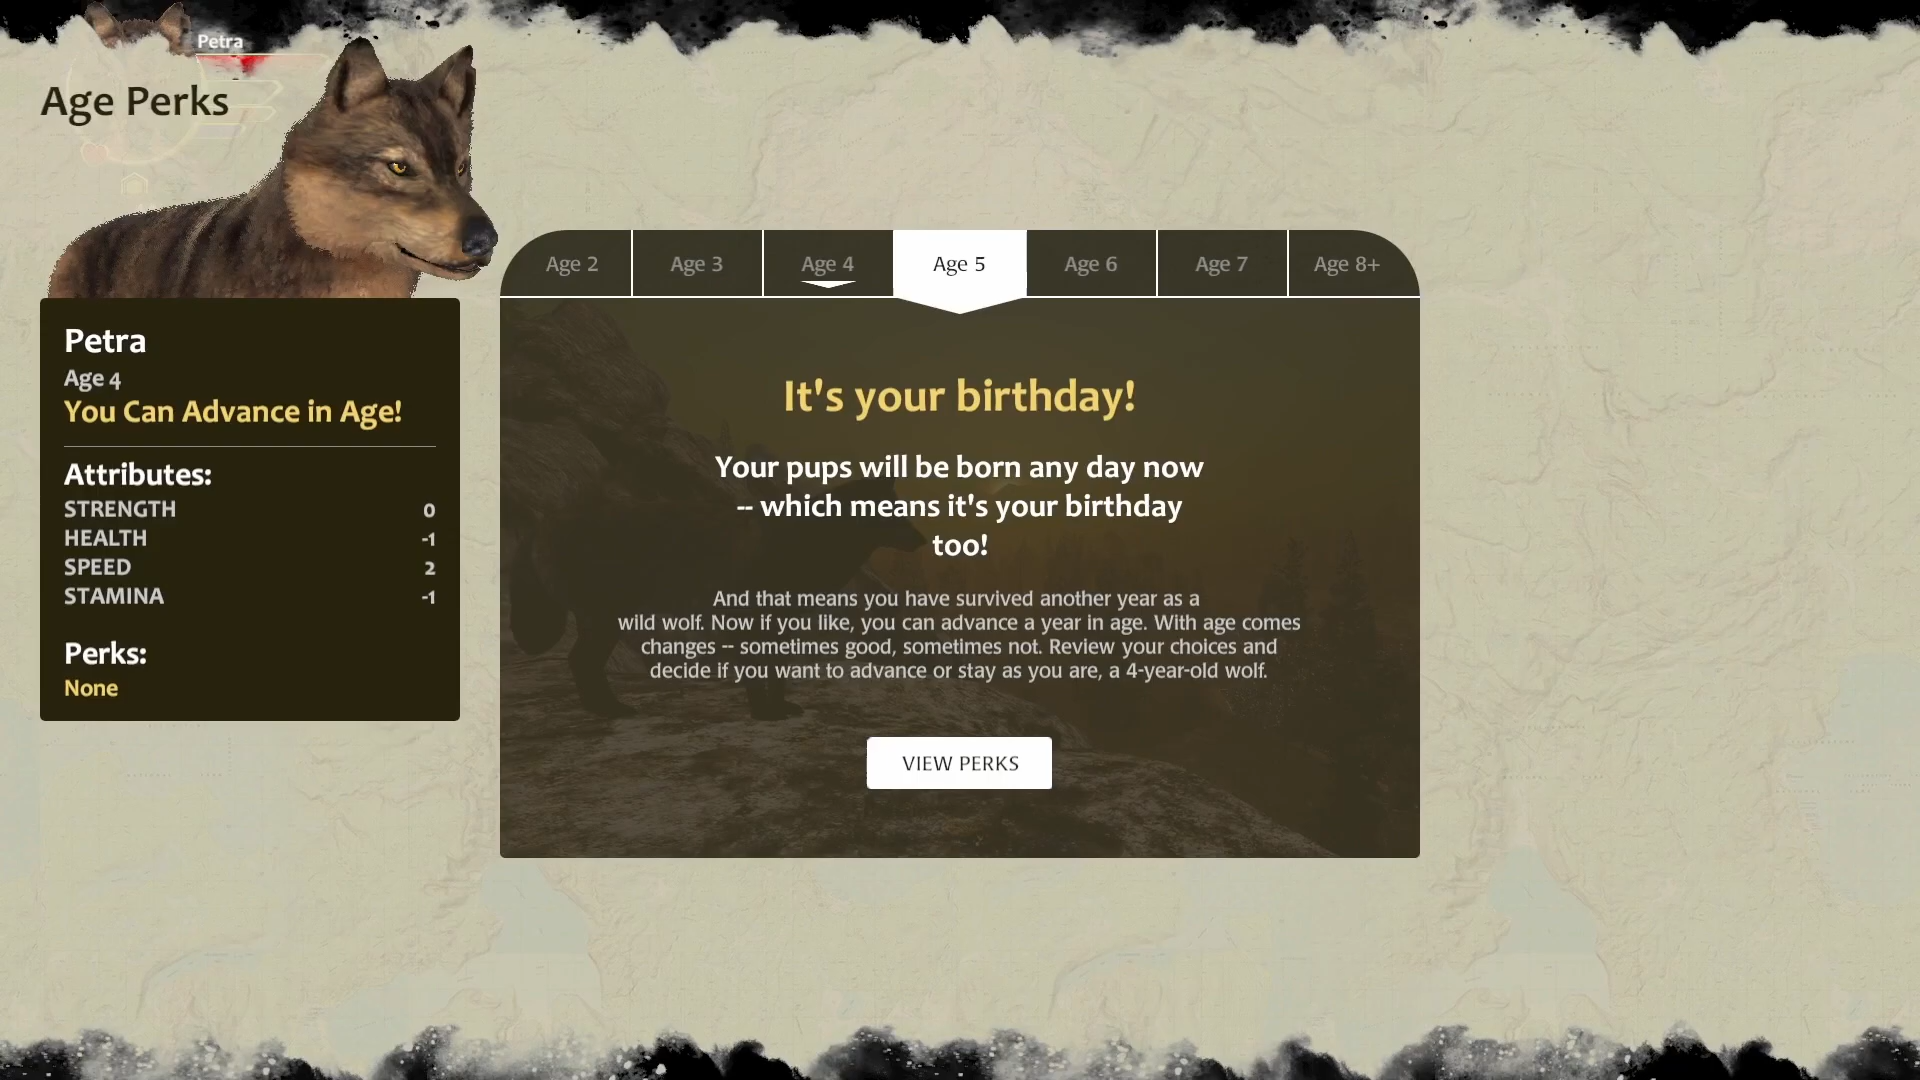 Petra
Age Perks
Age 2
Age 3
Age 4
Age 5
Age 6
Age 7
Age 8+
Petra
Age 4
You Can Advance in Age!
Attributes:
STRENGTH 0
HEALTH -1
SPEED 2
STAMINA -1
Perks:
None
It's your birthday!
Your pups will be born any day now
-- which means it's your birthday
too!
And that means you have survived another year as a
wild wolf. Now if you like, you can advance a year in age. With age comes
changes -- sometimes good, sometimes not. Review your choices and
decide if you want to advance or stay as you are, a 4-year-old wolf.
VIEW PERKS